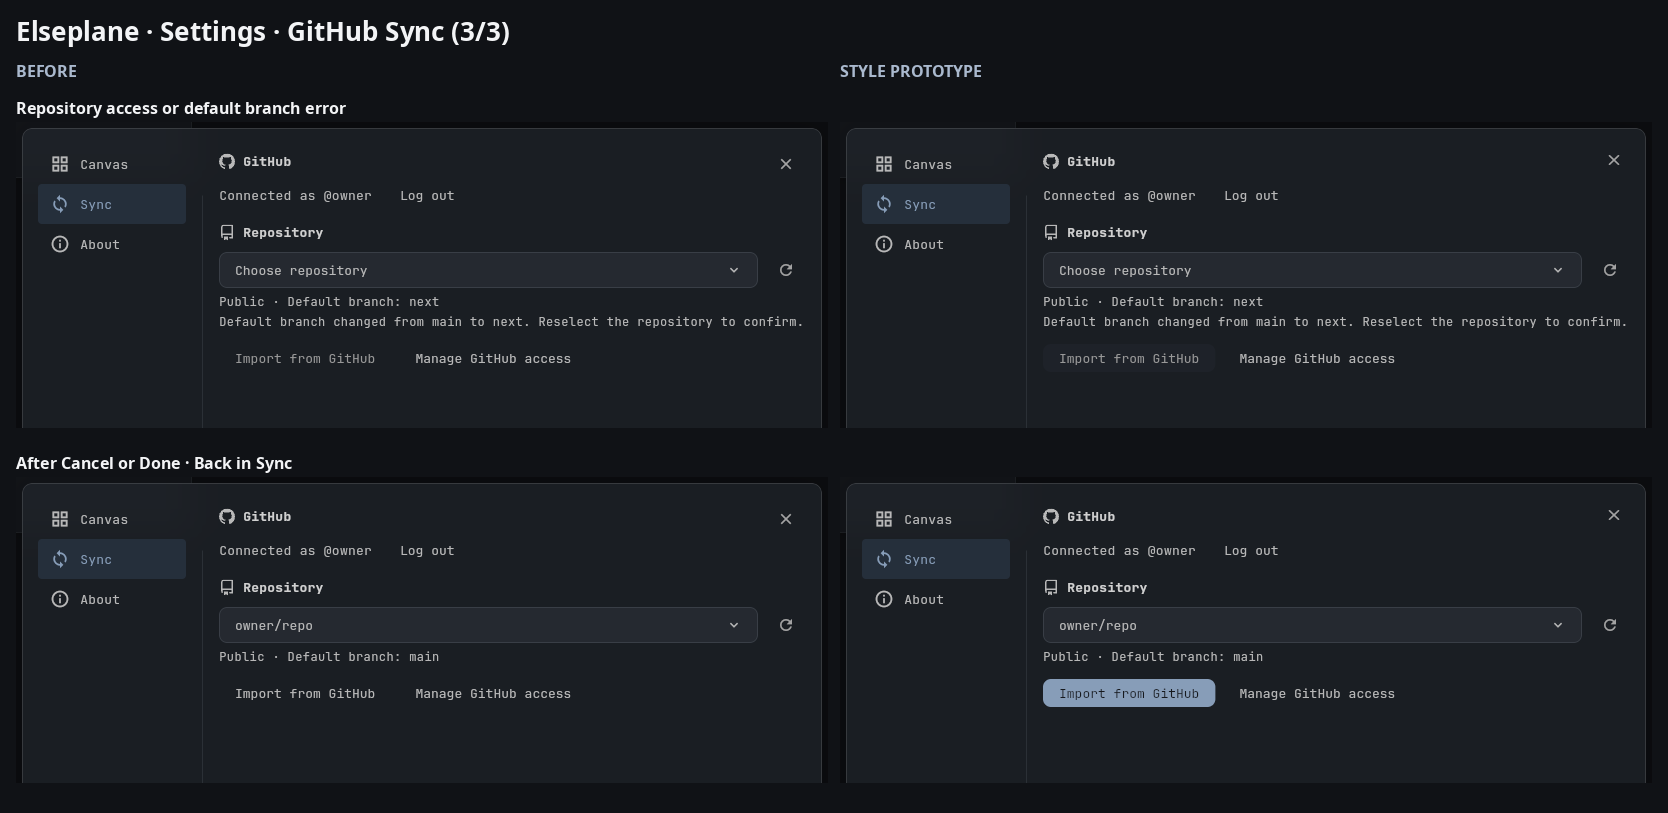 Elseplane · Settings · GitHub Sync (3/3)
BEFORE
STYLE PROTOTYPE
Repository access or default branch error
Canvas
Sync
About
GitHub
Connected as @owner Log out
Repository
Choose repository
Public · Default branch: next
Default branch changed from main to next. Reselect the repository to confirm.
Import from GitHub Manage GitHub access
Canvas
Sync
About
GitHub
Connected as @owner Log out
Repository
Choose repository
Public · Default branch: next
Default branch changed from main to next. Reselect the repository to confirm.
Import from GitHub Manage GitHub access
After Cancel or Done · Back in Sync
Canvas
Sync
About
GitHub
Connected as @owner Log out
Repository
owner/repo
Public · Default branch: main
Import from GitHub Manage GitHub access
Canvas
Sync
About
GitHub
Connected as @owner Log out
Repository
owner/repo
Public · Default branch: main
Import from GitHub Manage GitHub access